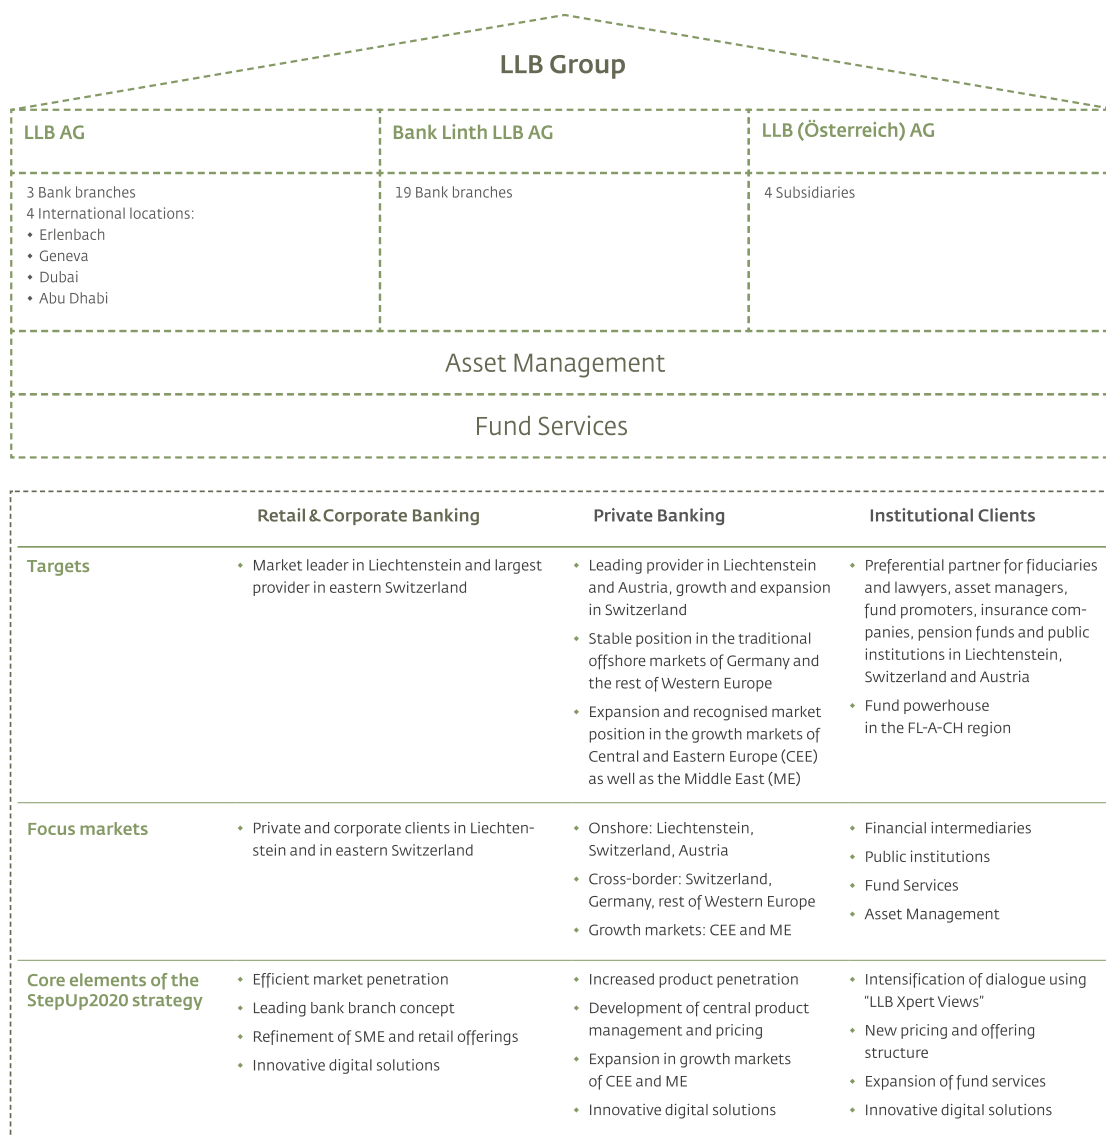 LLB Group
LLB AG
Bank Linth LLB AG
LLB (Österreich) AG
3 Bank branches
4 International locations:
• Erlenbach
• Geneva
• Dubai
• Abu Dhabi
19 Bank branches
4 Subsidiaries
Asset Management
Fund Services
Retail & Corporate Banking
Private Banking
Institutional Clients
Targets
• Market leader in Liechtenstein and largest
provider in eastern Switzerland
• Leading provider in Liechtenstein
and Austria, growth and expansion
in Switzerland
• Stable position in the traditional
offshore markets of Germany and
the rest of Western Europe
• Expansion and recognised market
position in the growth markets of
Central and Eastern Europe (CEE)
as well as the Middle East (ME)
• Preferential partner for fiduciaries
and lawyers, asset managers,
fund promoters, insurance com-
panies, pension funds and public
institutions in Liechtenstein,
Switzerland and Austria
• Fund powerhouse
in the FL-A-CH region
Focus markets
• Private and corporate clients in Liechten-
stein and in eastern Switzerland
• Onshore: Liechtenstein,
Switzerland, Austria
• Cross-border: Switzerland,
Germany, rest of Western Europe
• Growth markets: CEE and ME
• Financial intermediaries
• Public institutions
• Fund Services
• Asset Management
Core elements of the
StepUp2020 strategy
• Efficient market penetration
• Leading bank branch concept
• Refinement of SME and retail offerings
• Innovative digital solutions
• Increased product penetration
• Development of central product
management and pricing
• Expansion in growth markets
of CEE and ME
• Innovative digital solutions
• Intensification of dialogue using
"LLB Xpert Views"
• New pricing and offering
structure
• Expansion of fund services
• Innovative digital solutions